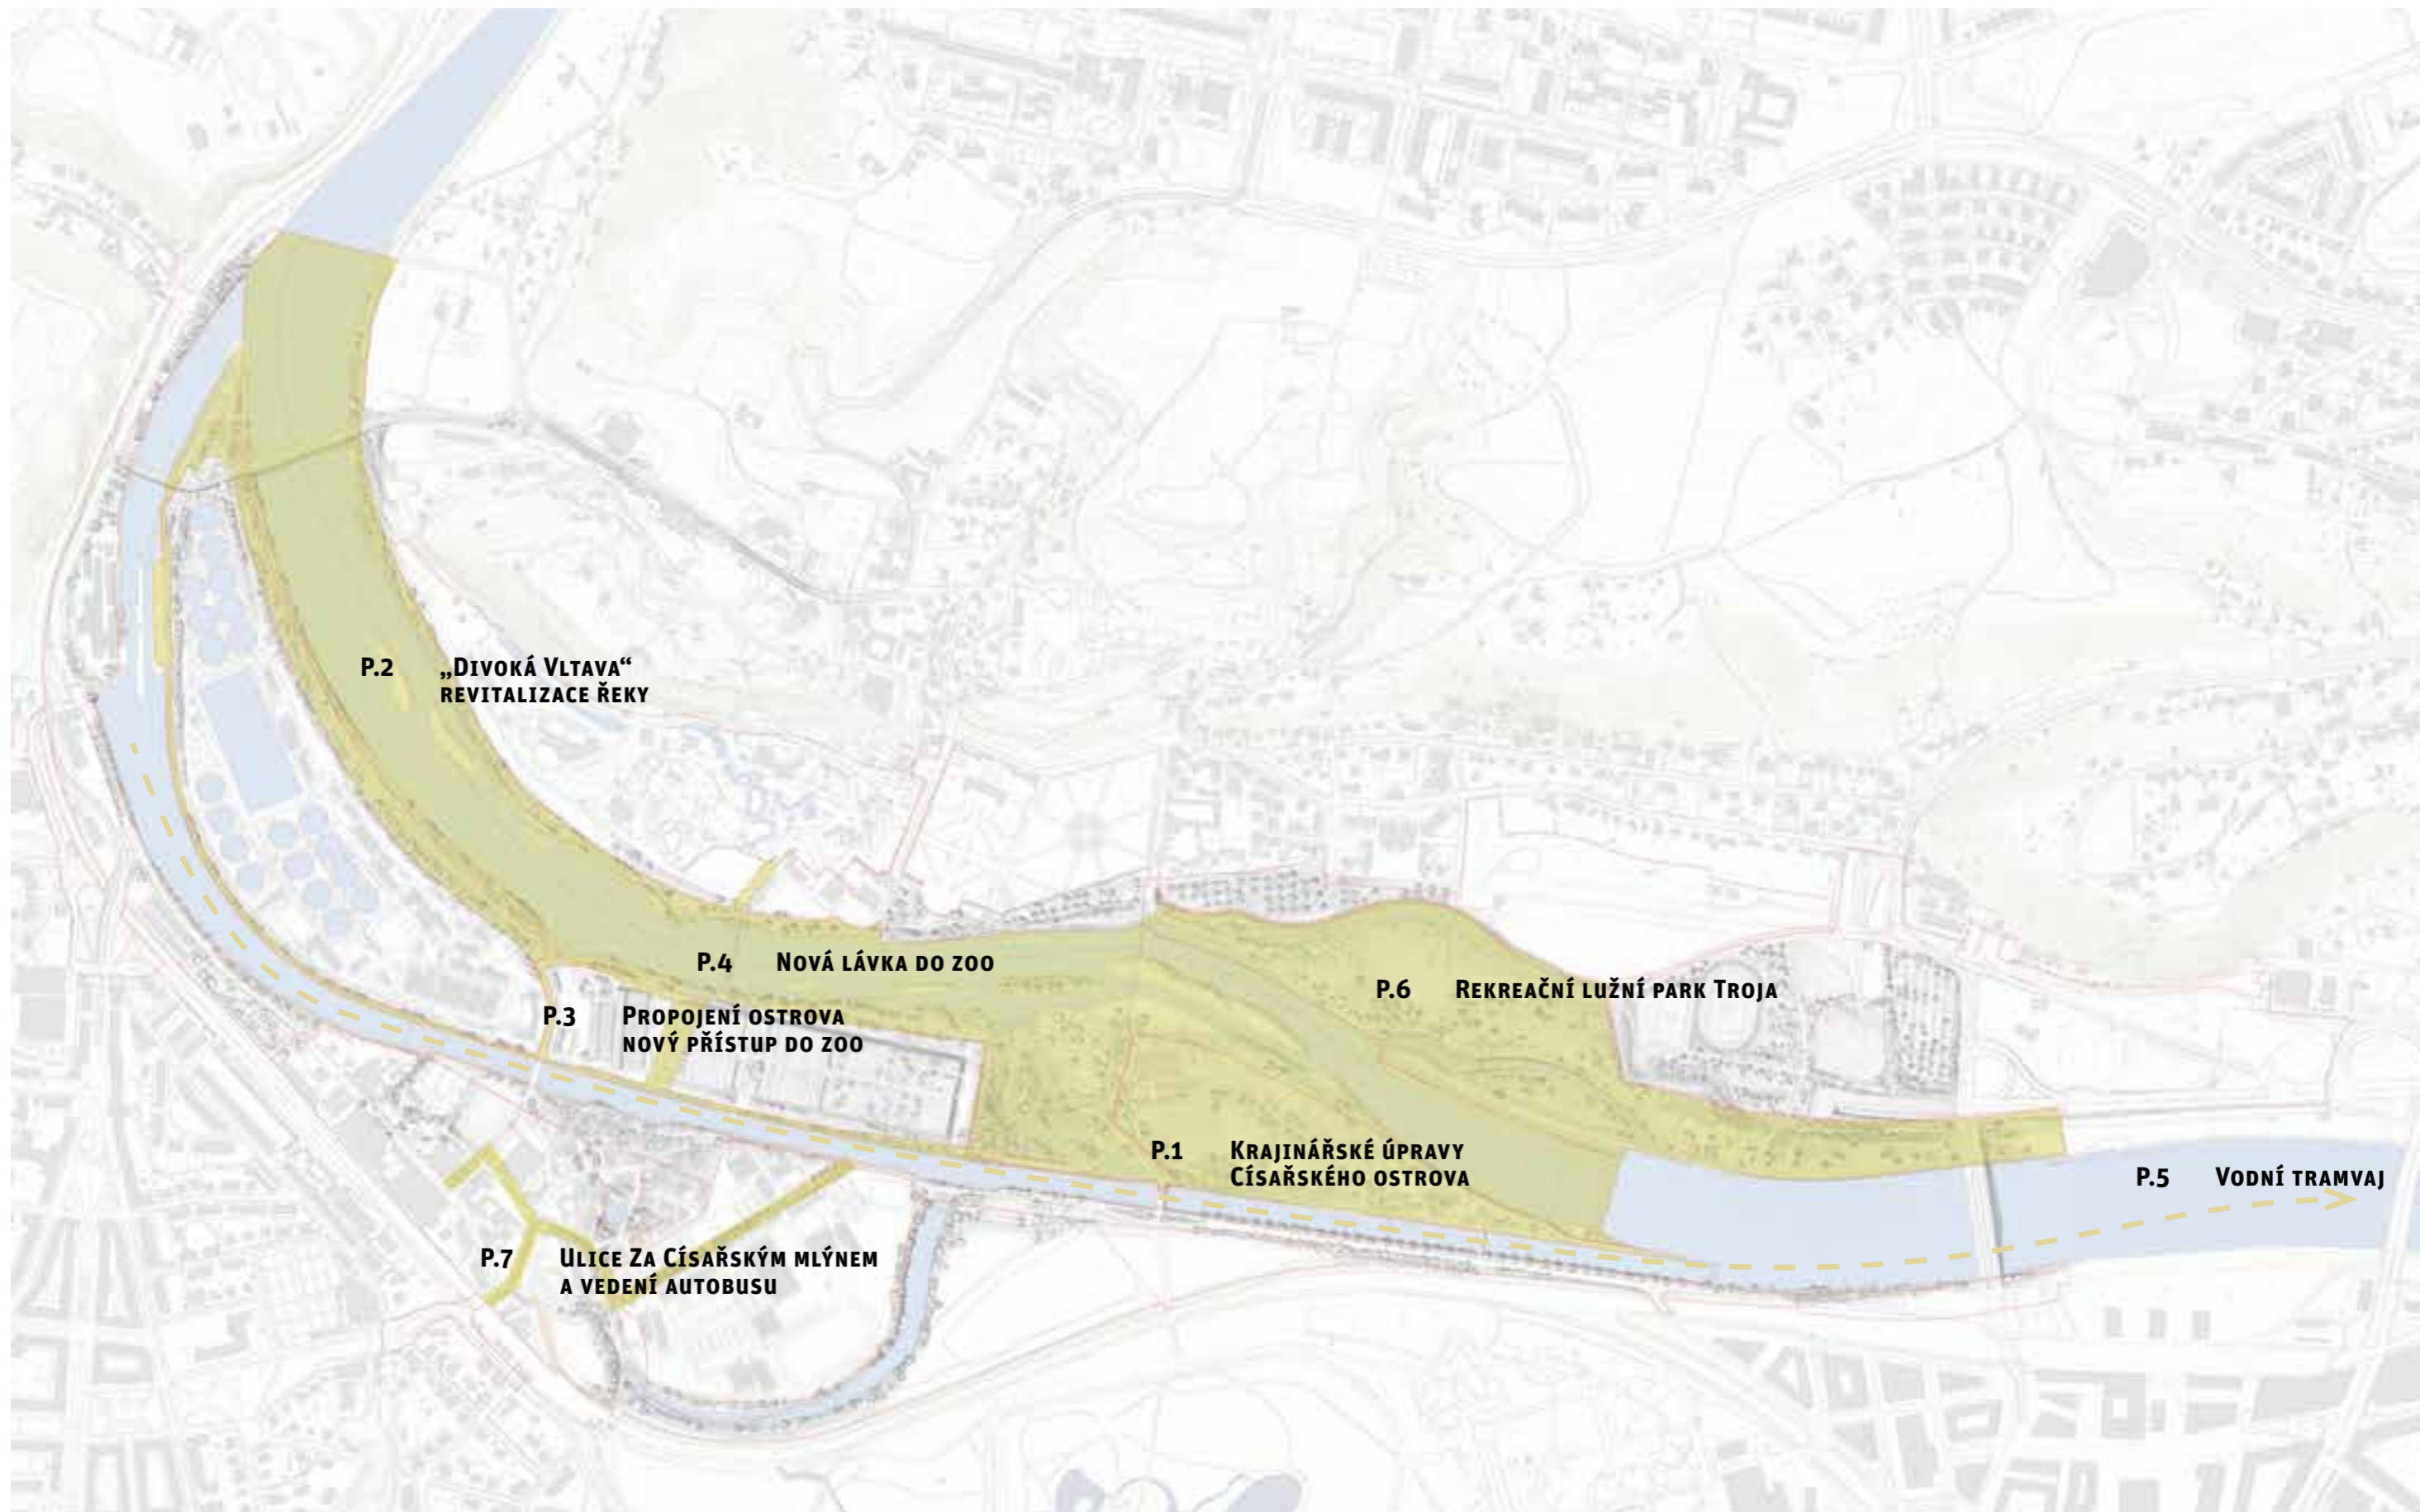 P.2 „Divoká Vltava“
revitalizace řeky
P.4 Nová lávka do zoo
P.6 Rekreační lužní park Troja
P.3 Propojení ostrova
nový přístup do zoo
P.1 Krajinářské úpravy
Císařského ostrova
P.5 Vodní tramvaj
P.7 Ulice Za Císařským mlýnem
a vedení autobusu